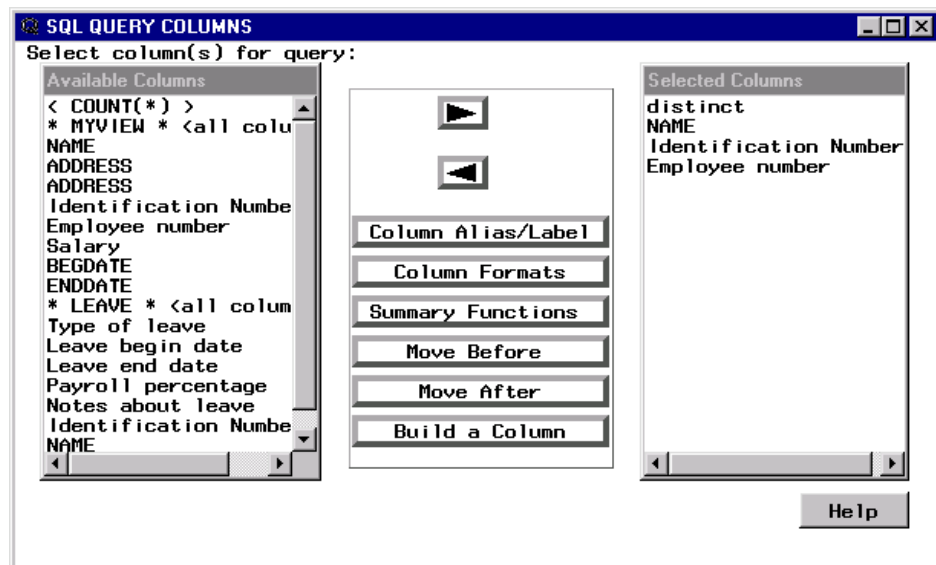 SQL QUERY COLUMNS
Select column(s) for query:
Available Columns
< COUNT(*) >
* MYVIEW * <all colu
NAME
ADDRESS
ADDRESS
Identification Numbe
Employee number
Salary
BEGDATE
ENDDATE
* LEAVE * <all colum
Type of leave
Leave begin date
Leave end date
Payroll percentage
Notes about leave
Identification Numbe
NAME
Column Alias/Label
Column Formats
Summary Functions
Move Before
Move After
Build a Column
Selected Columns
distinct
NAME
Identification Number
Employee number
Help